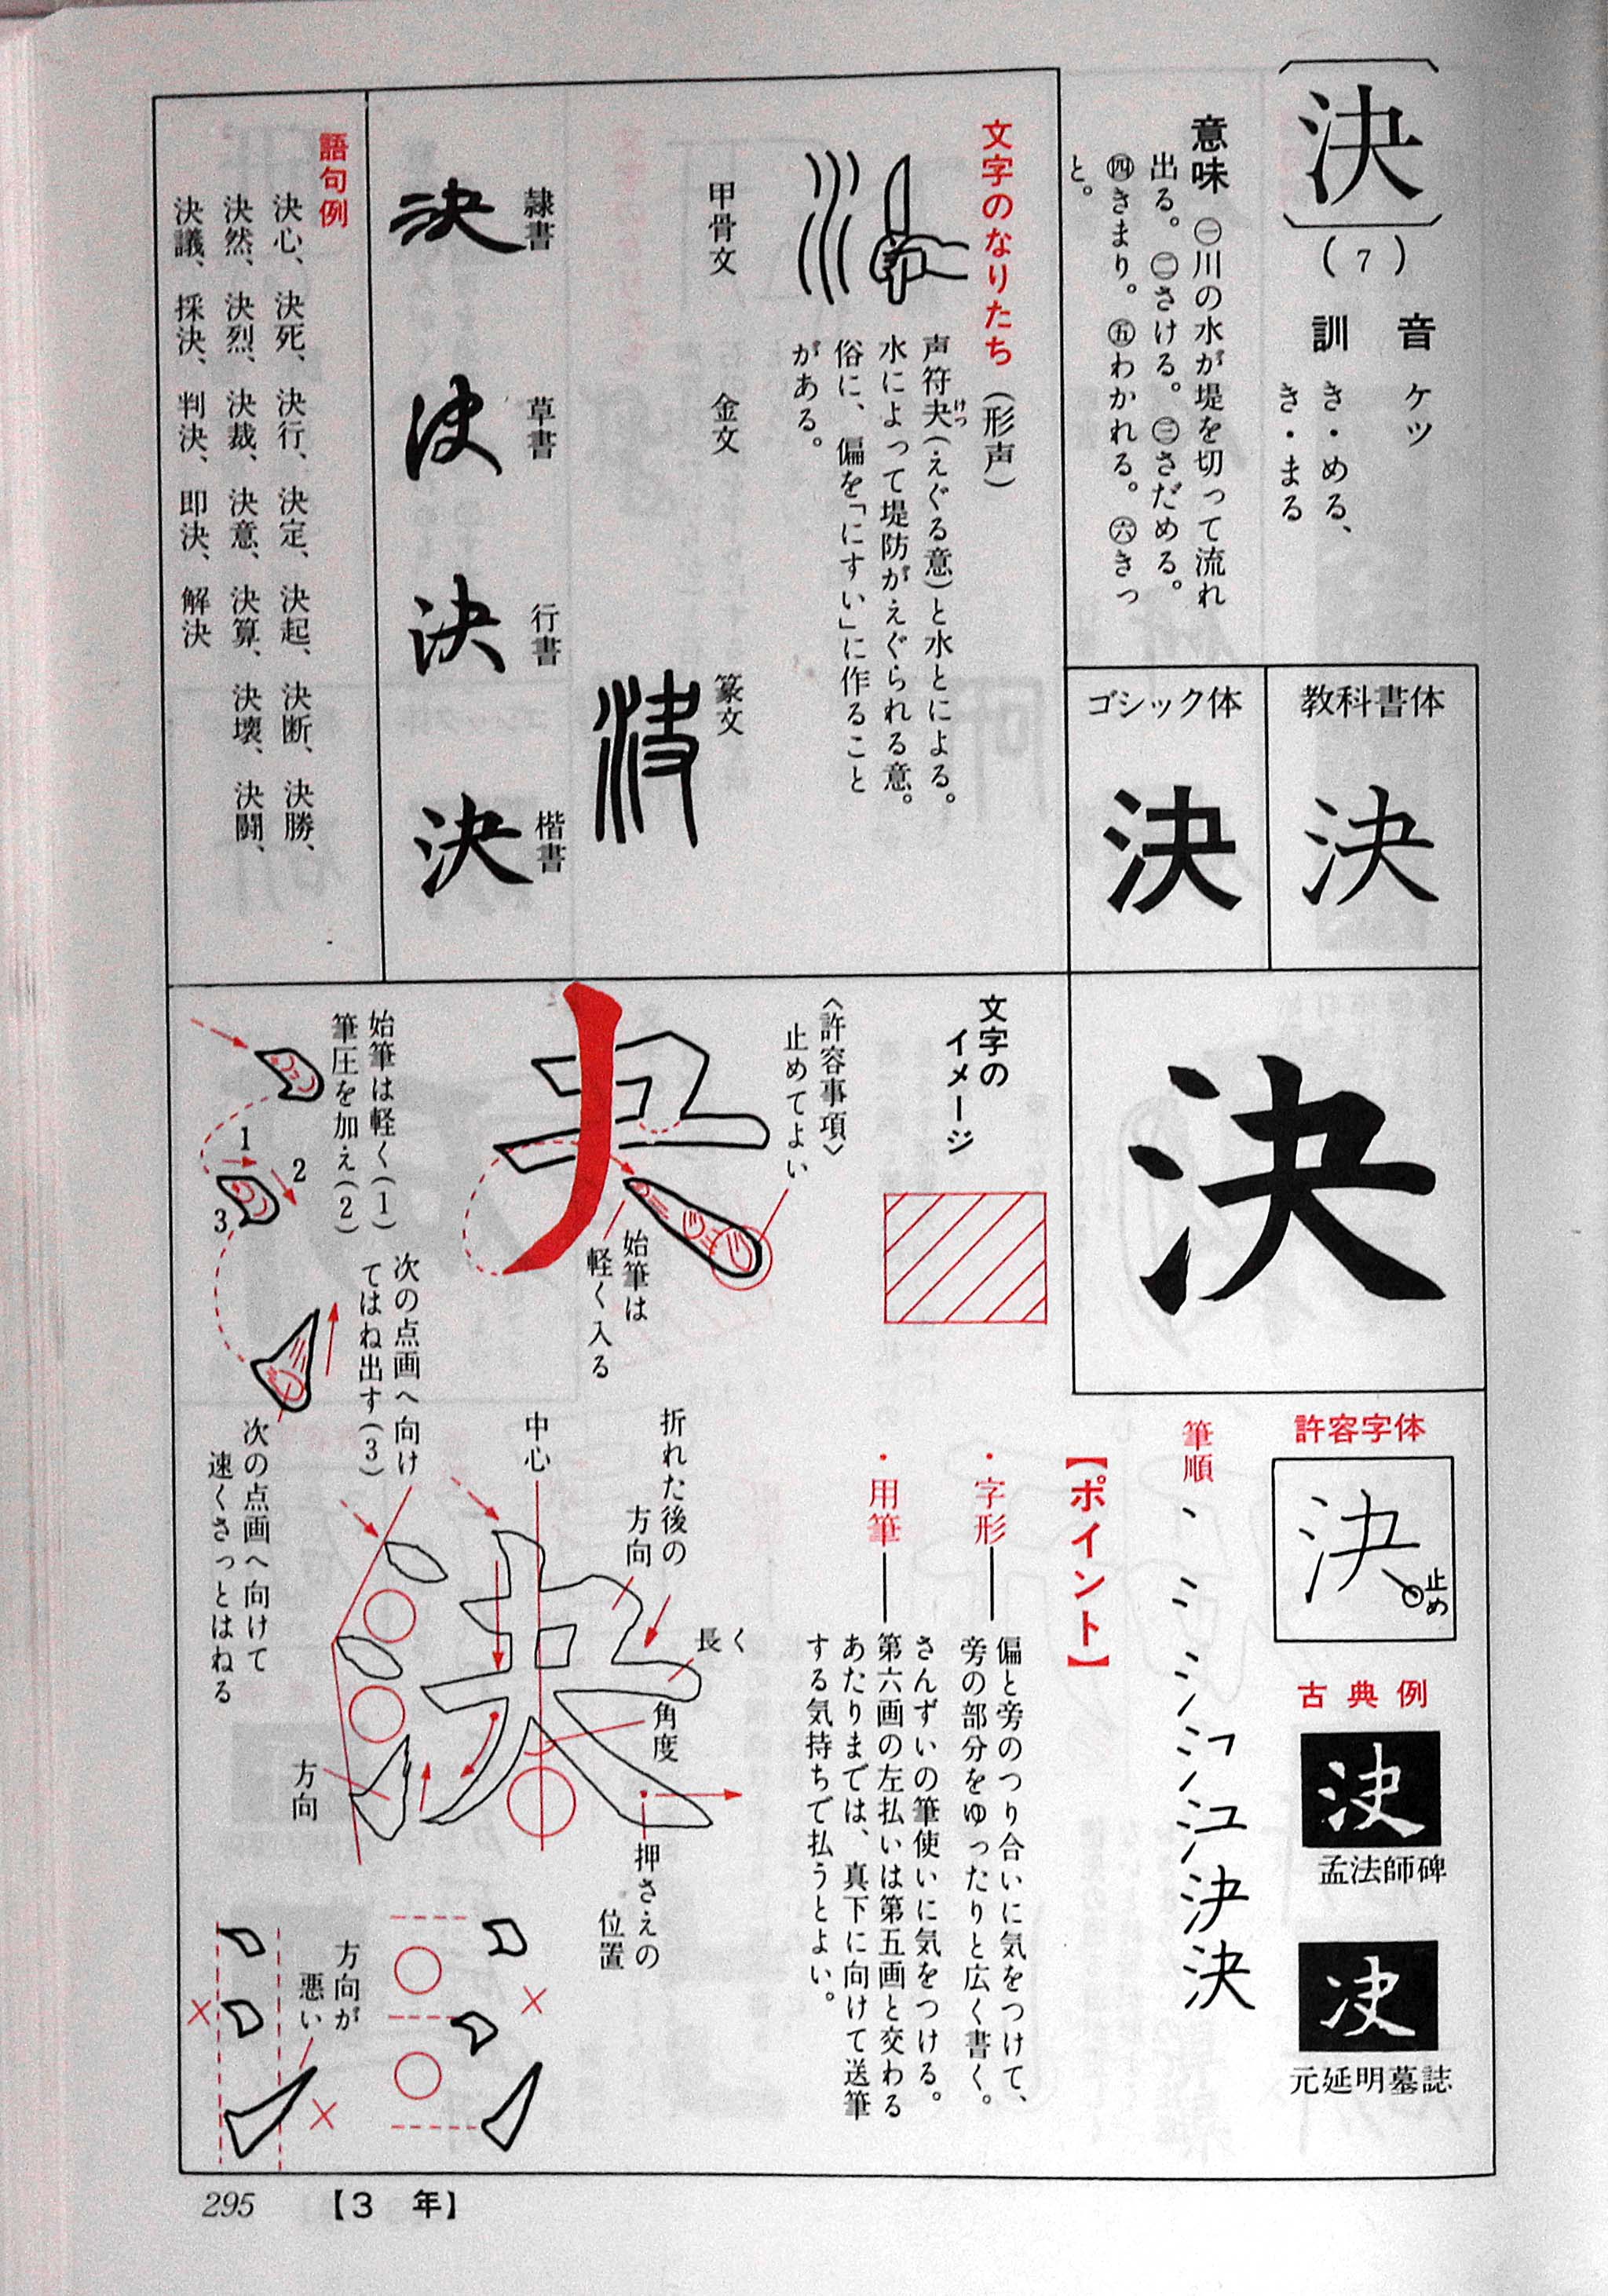 決
（7）
音　ケツ
訓　き・める、
き・まる
意味　㊀川の水が堤を切って流れ
出る。㊁さける。㊂さだめる。
㊃きまり。㊄わかれる。㊅きっ
と。
教科書体
決
ゴシック体
決
文字のなりたち（形声）
声符夬(えぐる意)と水とによる。
けつ
水によって堤防がえぐられる意。
俗に、偏を「にすい」に作ること
がある。
甲骨文
金文
篆文
隷書
決
草書
決
行書
決
楷書
決
語句例
決心、決死、決行、決定、決起、決断、決勝、
決然、決烈、決裁、決意、決算、決壊、決闘、
決議、採決、判決、即決、解決
決
許容字体
決
止め
古典例
決
孟法師碑
決
元延明墓誌
筆順
決
【ポイント】
・字形──偏と旁のつり合いに気をつけて、
旁の部分をゆったりと広く書く。
・用筆──さんずいの筆使いに気をつける。
第六画の左払いは第五画と交わる
あたりまでは、真下に向けて送筆
する気持ちで払うとよい。
文字の
イメージ
〈許容事項〉
止めてよい
始筆は
軽く入る
始筆は軽く(1)
筆圧を加え(2)
次の点画へ向け
てはね出す(3)
1
2
3
次の点画へ向けて
速くさっとはねる
折れた後の
方向
中心
長く
角度
押さえの
位置
方向
方向が
悪い
295
【3　年】